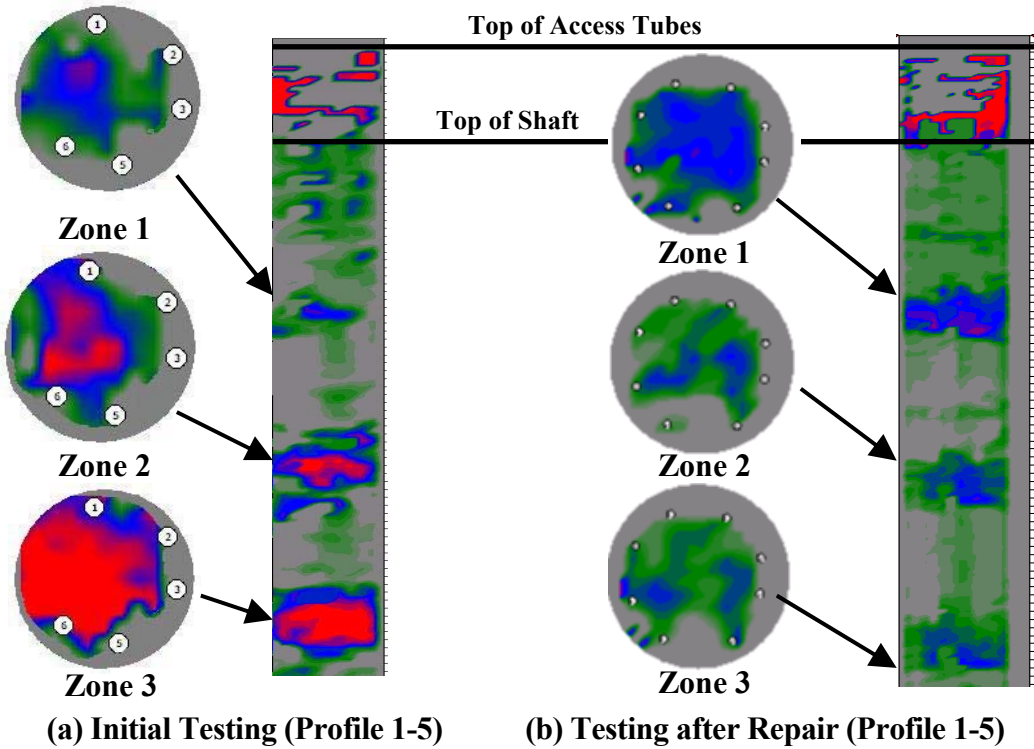 Top of Access Tubes
Top of Shaft
1
2
3
5
6
Zone 1
1
2
3
5
6
Zone 2
1
2
3
5
6
Zone 3
(a) Initial Testing (Profile 1-5)
Zone 1
Zone 2
Zone 3
(b) Testing after Repair (Profile 1-5)